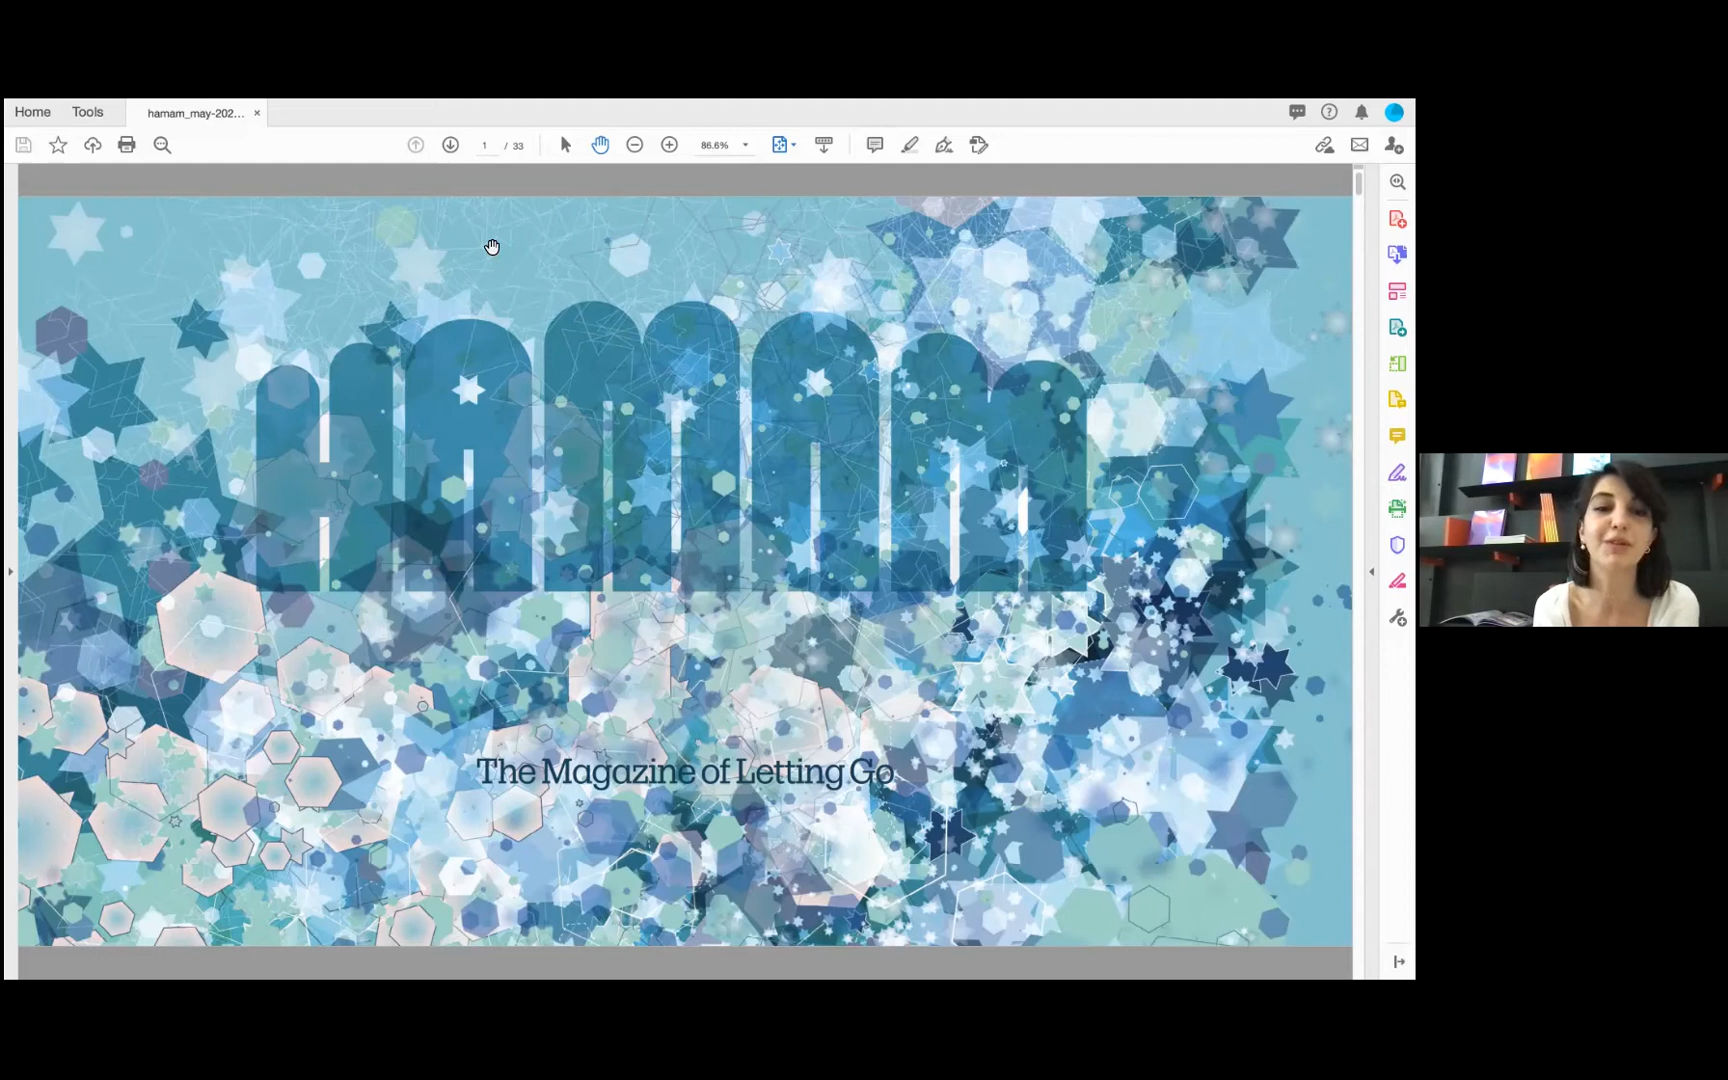 Home Tools hamam_may-202... ×
1 / 33 86.6%
HAMAM
The Magazine of Letting Go